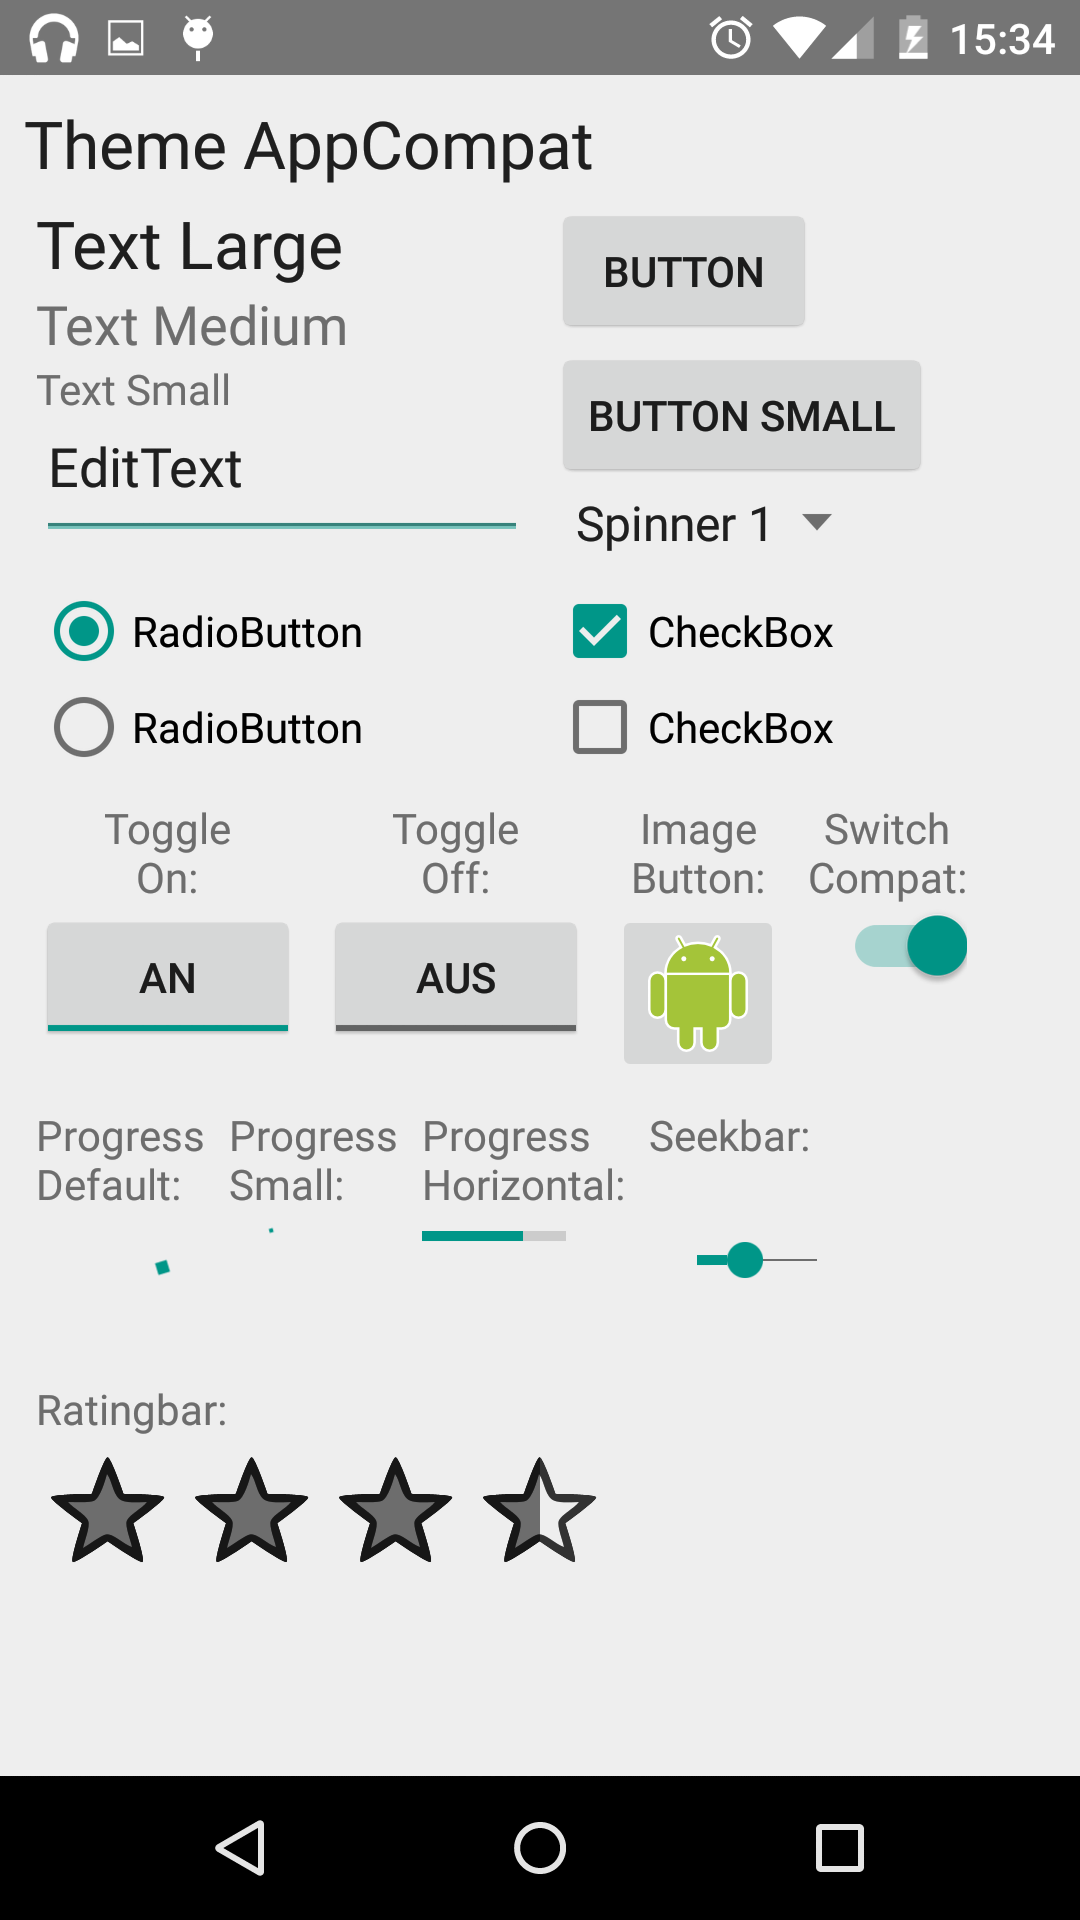 15:34
Theme AppCompat
Text Large
BUTTON
Text Medium
Text Small
BUTTON SMALL
EditText
Spinner 1
RadioButton
CheckBox
RadioButton
CheckBox
Toggle On:
Toggle Off:
Image Button:
Switch Compat:
AN
AUS
Progress Default:
Progress Small:
Progress Horizontal:
Seekbar:
Ratingbar: